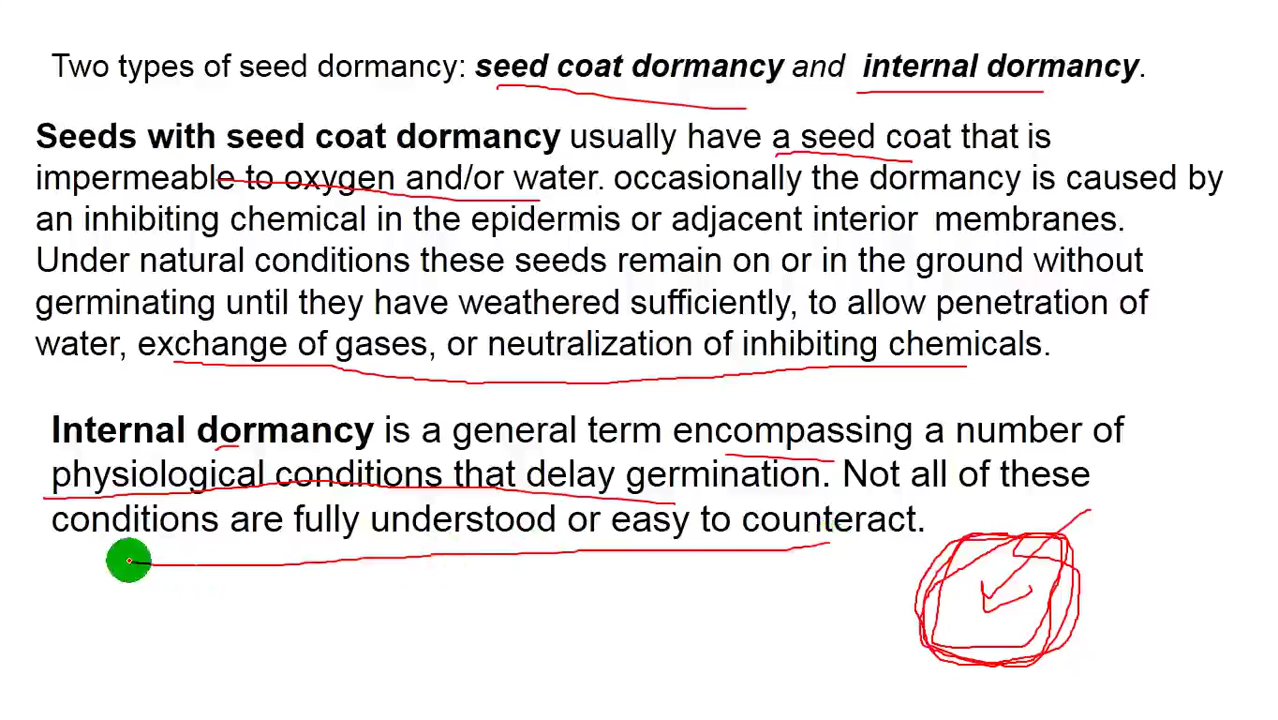 Two types of seed dormancy: seed coat dormancy and internal dormancy.
Seeds with seed coat dormancy usually have a seed coat that is
impermeable to oxygen and/or water. occasionally the dormancy is caused by
an inhibiting chemical in the epidermis or adjacent interior membranes.
Under natural conditions these seeds remain on or in the ground without
germinating until they have weathered sufficiently, to allow penetration of
water, exchange of gases, or neutralization of inhibiting chemicals.
Internal dormancy is a general term encompassing a number of
physiological conditions that delay germination. Not all of these
conditions are fully understood or easy to counteract.